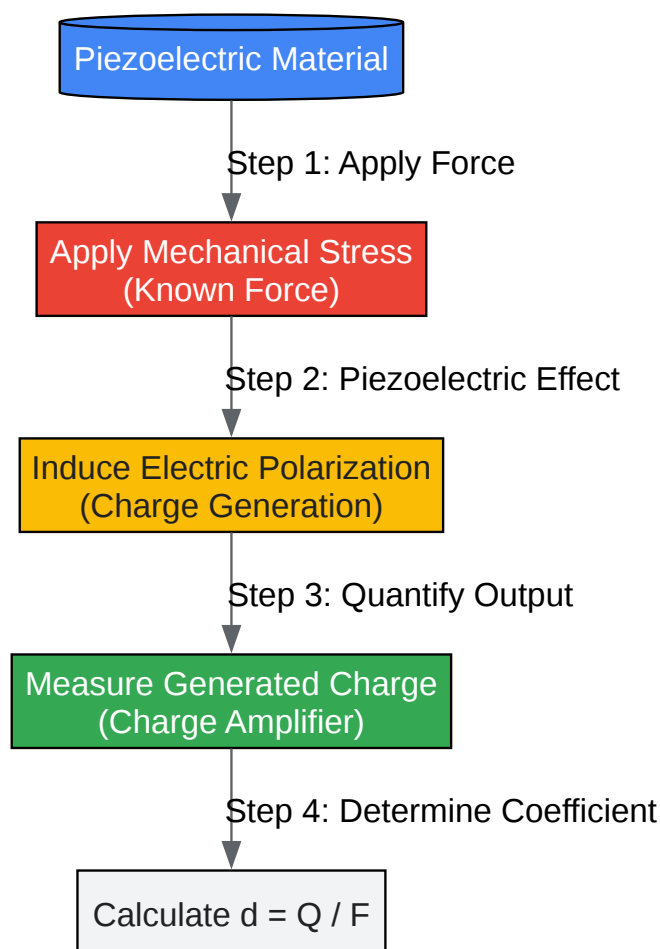 Piezoelectric Material
Step 1: Apply Force
Apply Mechanical Stress
(Known Force)
Step 2: Piezoelectric Effect
Induce Electric Polarization
(Charge Generation)
Step 3: Quantify Output
Measure Generated Charge
(Charge Amplifier)
Step 4: Determine Coefficient
Calculate d = Q / F